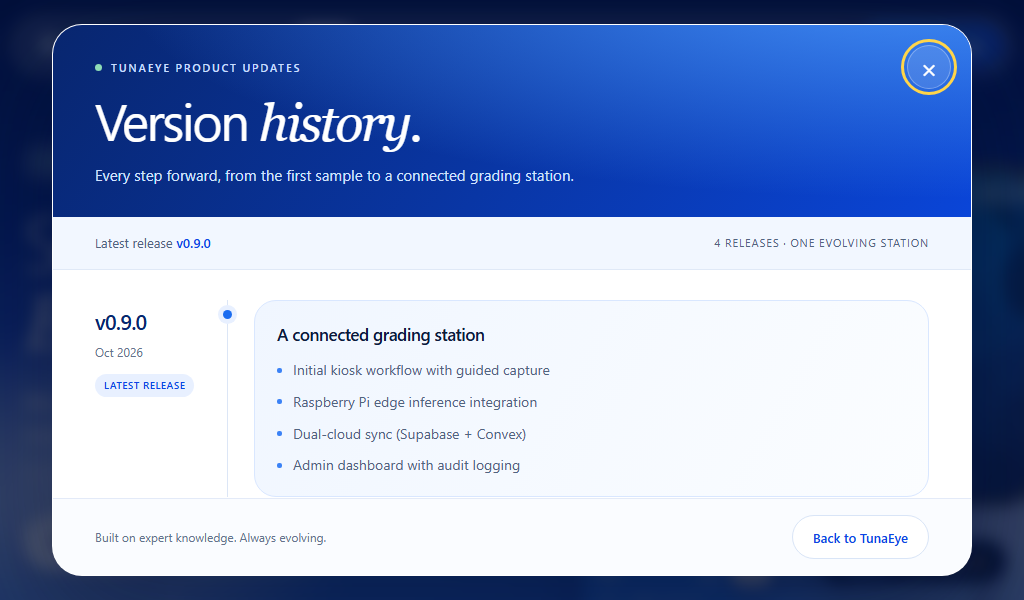 TUNAEYE PRODUCT UPDATES
Version history.
Every step forward, from the first sample to a connected grading station.
Latest release v0.9.0
4 RELEASES · ONE EVOLVING STATION
v0.9.0
Oct 2026
LATEST RELEASE
A connected grading station
Initial kiosk workflow with guided capture
Raspberry Pi edge inference integration
Dual-cloud sync (Supabase + Convex)
Admin dashboard with audit logging
Built on expert knowledge. Always evolving.
Back to TunaEye